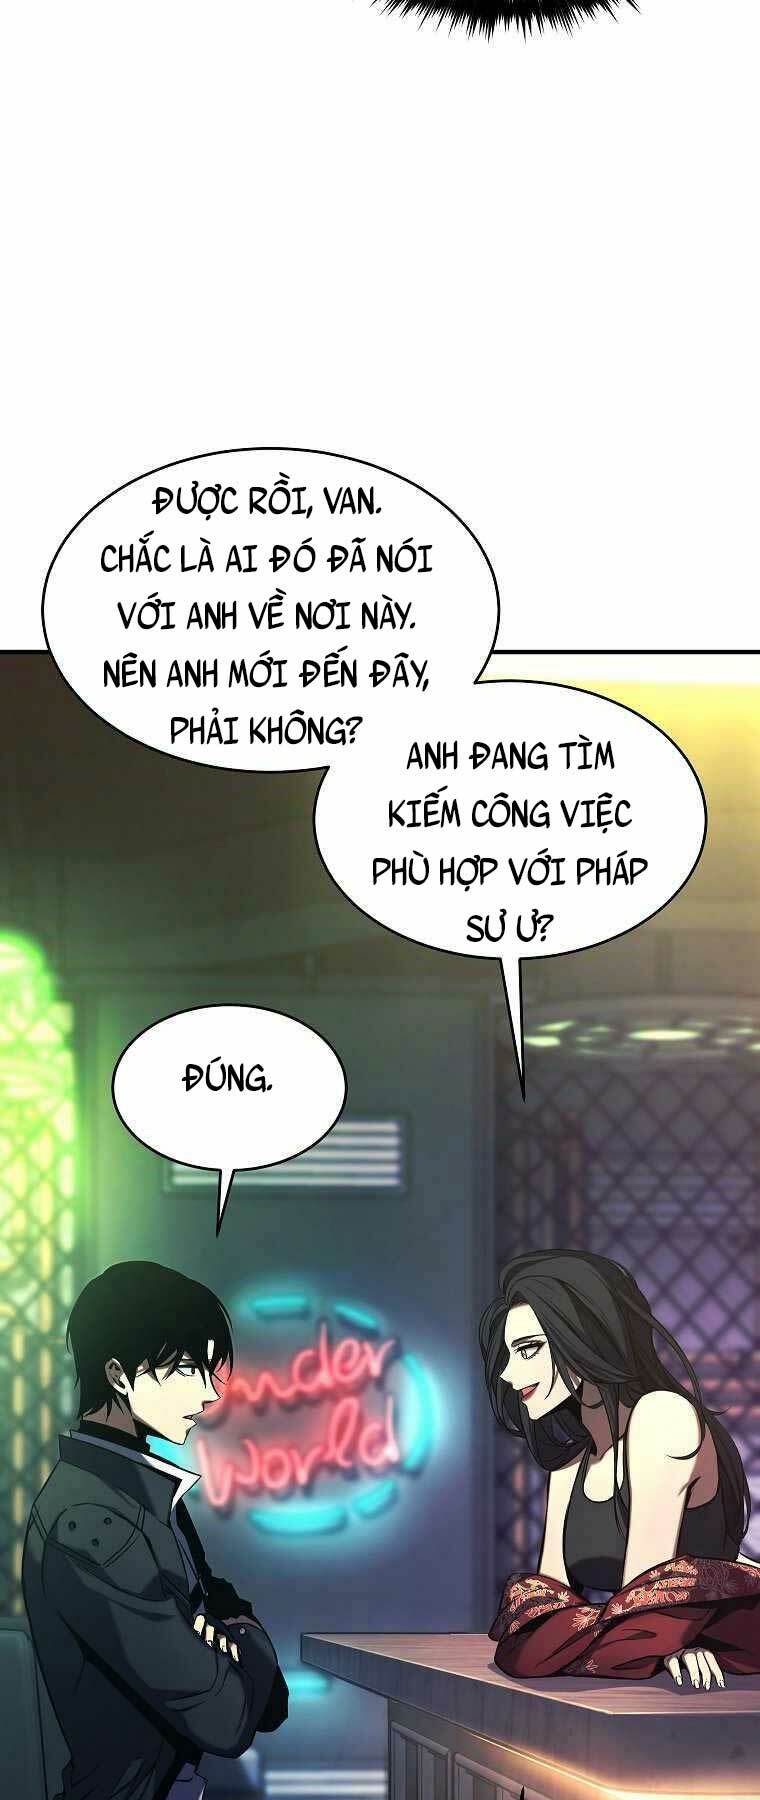 ĐƯỢC RỒI, VAN.
CHẮC LÀ AI ĐÓ ĐÃ NÓI
VỚI ANH VỀ NƠI NÀY.
NÊN ANH MỚI ĐẾN ĐÂY,
PHẢI KHÔNG?
ANH ĐANG TÌM
KIẾM CÔNG VIỆC
PHÙ HỢP VỚI PHÁP
SƯ Ư?
ĐÚNG.
Under
World